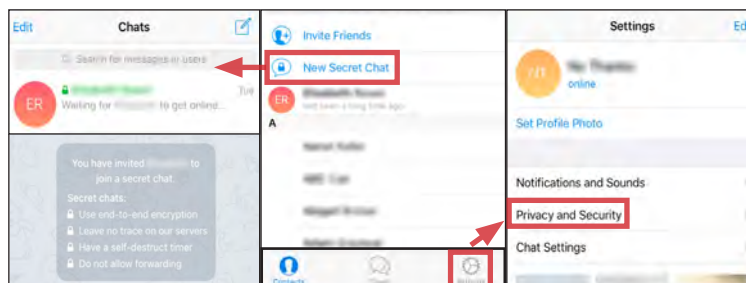 Edit Chats
Search for messages or users
Tue
ER
Waiting for to get online...
You have invited to
join a secret chat.
Secret chats:
Use end-to-end encryption
Leave no trace on our servers
Have a self-destruct timer
Do not allow forwarding
Invite Friends
New Secret Chat
ER
last seen a long time ago
A
Contacts
Settings
Settings Ed
online
Set Profile Photo
Notifications and Sounds
Privacy and Security
Chat Settings